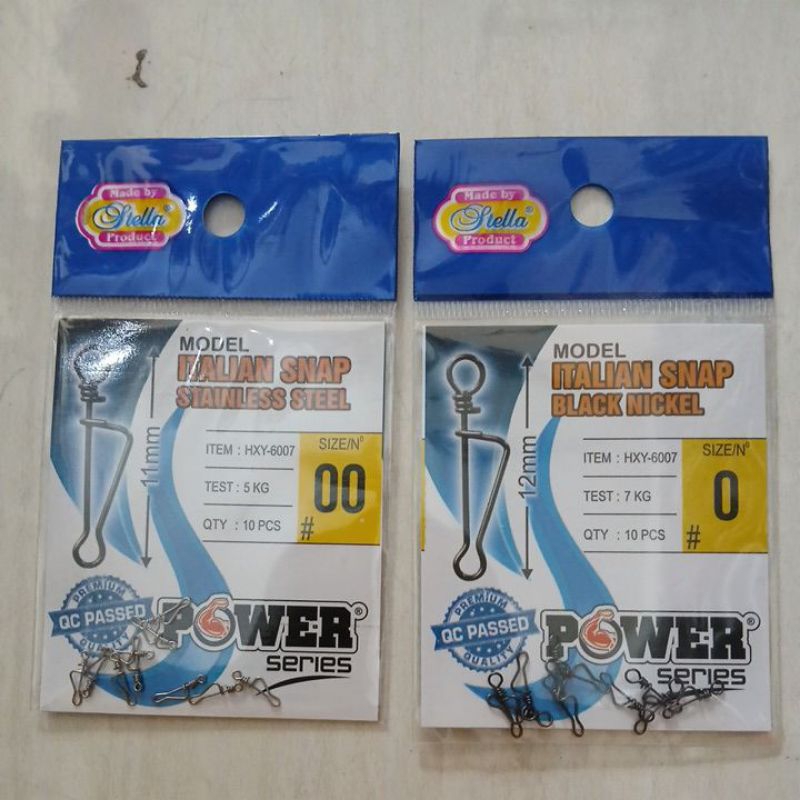 Made by
Stella®
Product
MODEL
ITALIAN SNAP
STAINLESS STEEL
11mm
ITEM : HXY-6007
TEST : 5 KG
QTY : 10 PCS
SIZE/N⁰
00
#
PREMIUM
QC PASSED
QUALITY
POWER®
series
Made by
Stella®
Product
MODEL
ITALIAN SNAP
BLACK NICKEL
12mm
ITEM : HXY-6007
TEST : 7 KG
QTY : 10 PCS
SIZE/N⁰
0
#
PREMIUM
QC PASSED
QUALITY
POWER®
series